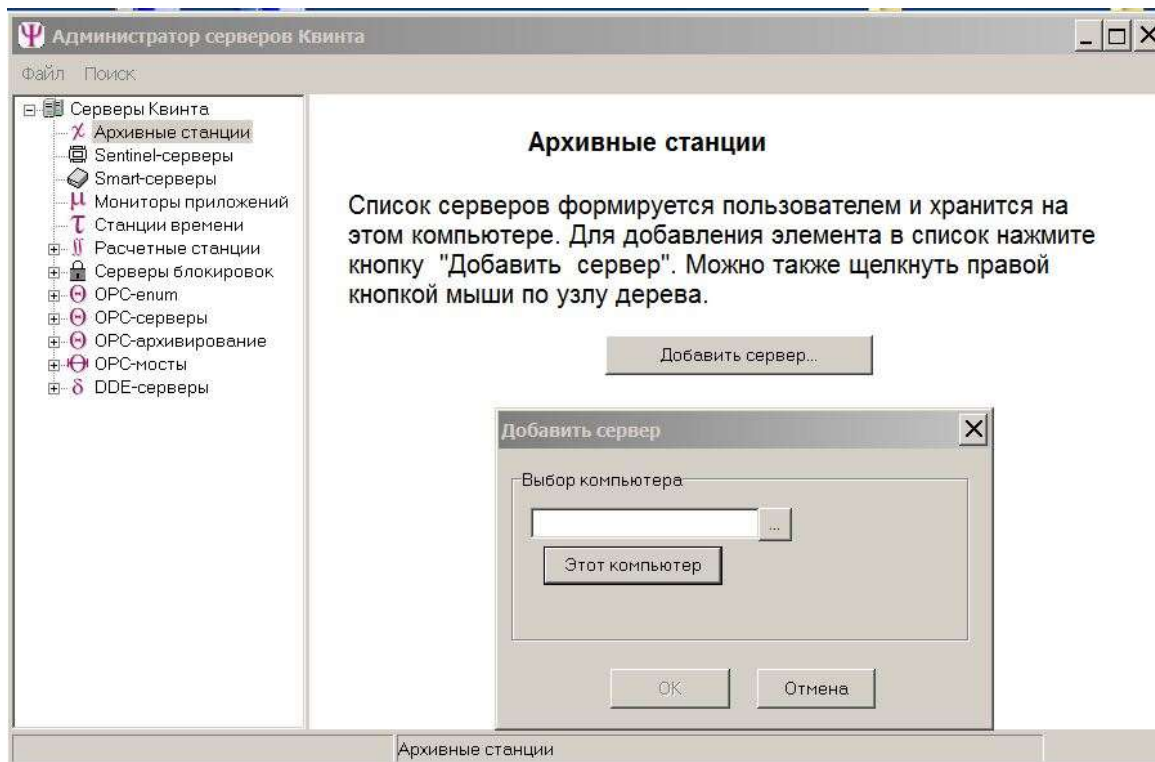 Администратор серверов Квинта
Файл Поиск
Серверы Квинта
Архивные станции
Sentinel-серверы
Smart-серверы
Мониторы приложений
Станции времени
Расчетные станции
Серверы блокировок
OPC-enum
OPC-серверы
OPC-архивирование
OPC-мосты
DDE-серверы
Архивные станции
Список серверов формируется пользователем и хранится на
этом компьютере. Для добавления элемента в список нажмите
кнопку "Добавить сервер". Можно также щелкнуть правой
кнопкой мыши по узлу дерева.
Добавить сервер...
Добавить сервер
Выбор компьютера
...
Этот компьютер
OK Отмена
Архивные станции